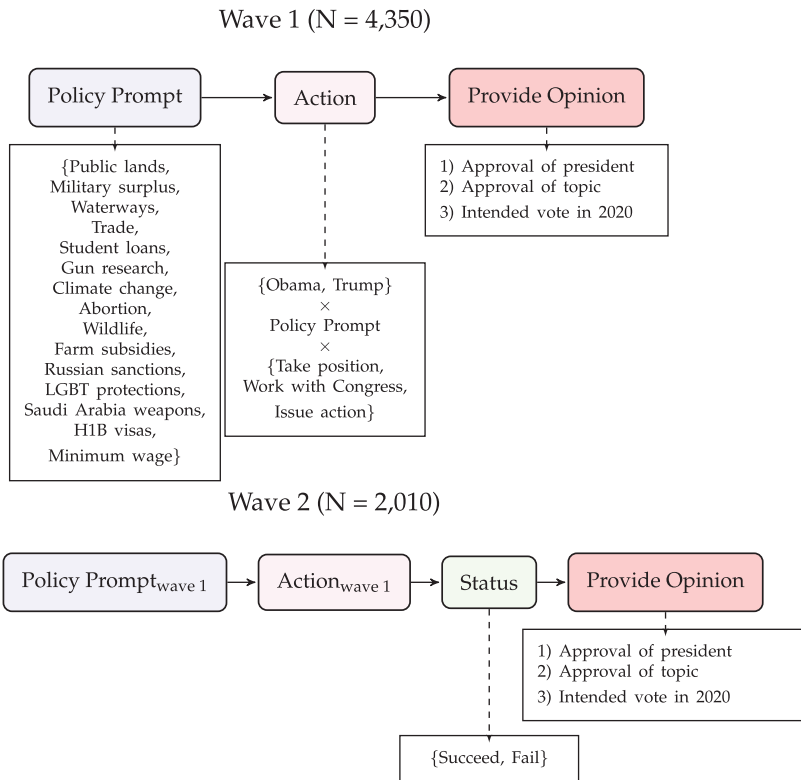 Wave 1 (N = 4,350)
Policy Prompt
Action
Provide Opinion
{Public lands,
Military surplus,
Waterways,
Trade,
Student loans,
Gun research,
Climate change,
Abortion,
Wildlife,
Farm subsidies,
Russian sanctions,
LGBT protections,
Saudi Arabia weapons,
H1B visas,
Minimum wage}
{Obama, Trump}
×
Policy Prompt
×
{Take position,
Work with Congress,
Issue action}
1) Approval of president
2) Approval of topic
3) Intended vote in 2020
Wave 2 (N = 2,010)
Policy Prompt wave 1
Action wave 1
Status
Provide Opinion
{Succeed, Fail}
1) Approval of president
2) Approval of topic
3) Intended vote in 2020